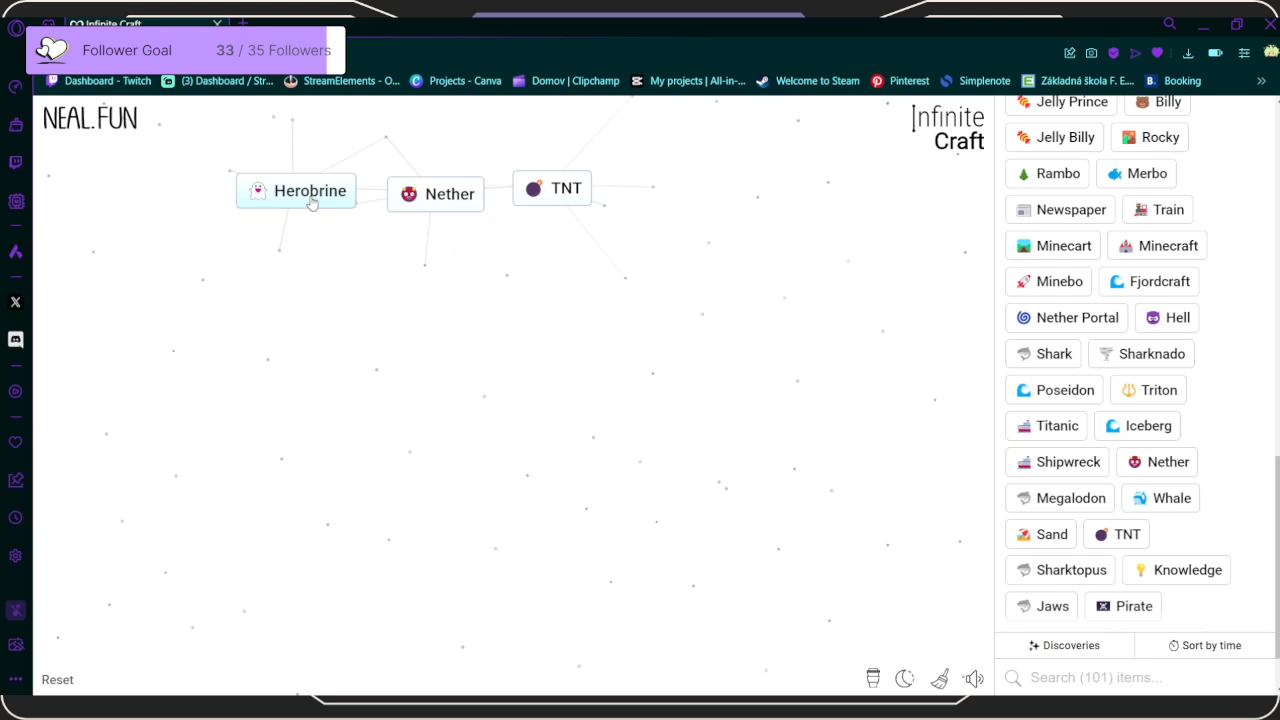 Infinite Craft
Follower Goal 33 / 35 Followers
Dashboard - Twitch (3) Dashboard / Str... StreamElements - O... Projects - Canva Domov | Clipchamp My projects | All-in-... Welcome to Steam Pinterest Simplenote Základná škola F. E... Booking
NEAL.FUN
Infinite
Craft
Herobrine Nether TNT
Jelly Prince Billy
Jelly Billy Rocky
Rambo Merbo
Newspaper Train
Minecart Minecraft
Minebo Fjordcraft
Nether Portal Hell
Shark Sharknado
Poseidon Triton
Titanic Iceberg
Shipwreck Nether
Megalodon Whale
Sand TNT
Sharktopus Knowledge
Jaws Pirate
Discoveries Sort by time
Reset
Search (101) items...